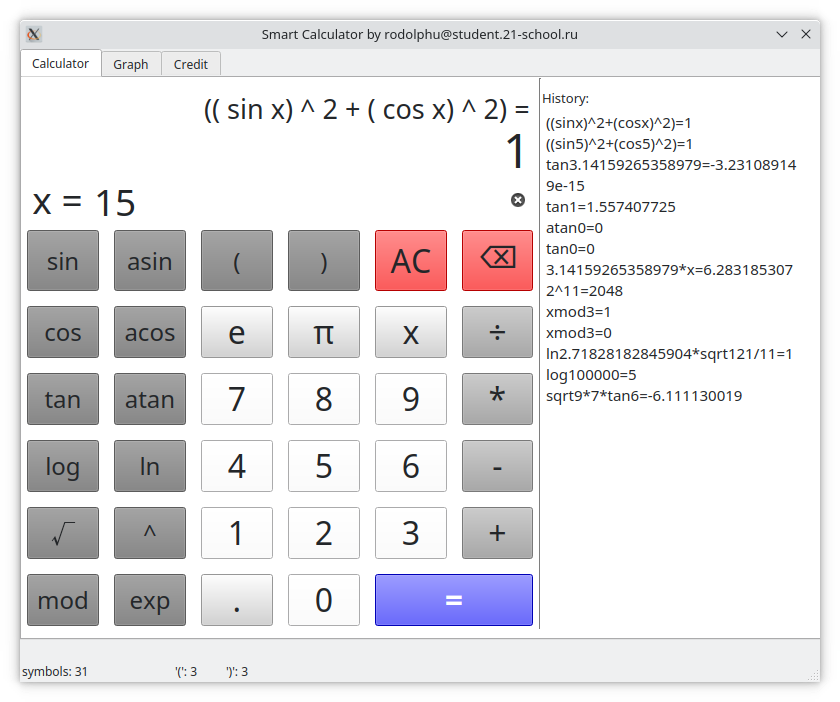 Smart Calculator by rodolphu@student.21-school.ru
Calculator Graph Credit
(( sin x) ^ 2 + ( cos x) ^ 2) =
1
x = 15
sin asin ( ) AC
cos acos e π x ÷
tan atan 7 8 9 *
log ln 4 5 6 -
√ ^ 1 2 3 +
mod exp . 0 =
History:
((sinx)^2+(cosx)^2)=1
((sin5)^2+(cos5)^2)=1
tan3.14159265358979=-3.23108914
9e-15
tan1=1.557407725
atan0=0
tan0=0
3.14159265358979*x=6.283185307
2^11=2048
xmod3=1
xmod3=0
ln2.71828182845904*sqrt121/11=1
log100000=5
sqrt9*7*tan6=-6.111130019
symbols: 31 '(': 3 ')': 3